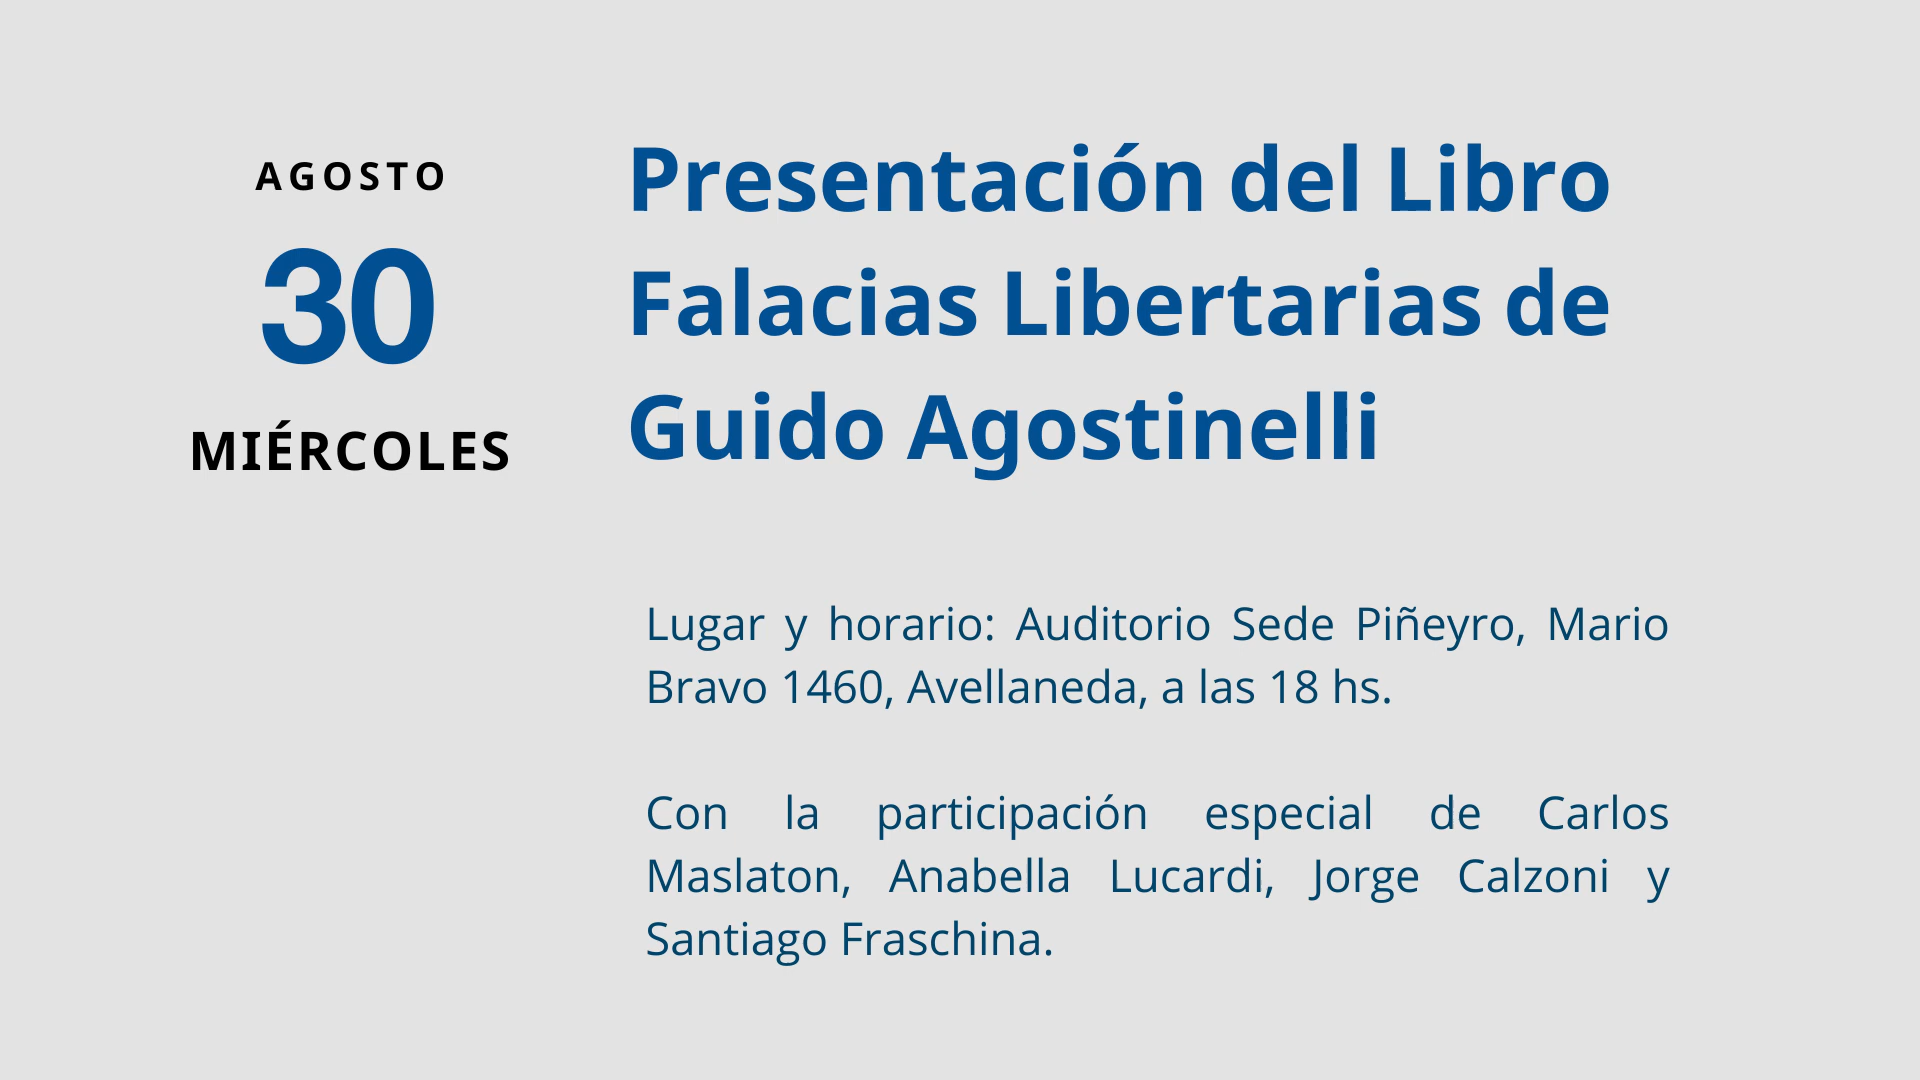 AGOSTO
30
MIÉRCOLES
Presentación del Libro
Falacias Libertarias de
Guido Agostinelli
Lugar y horario: Auditorio Sede Piñeyro, Mario
Bravo 1460, Avellaneda, a las 18 hs.
Con la participación especial de Carlos
Maslaton, Anabella Lucardi, Jorge Calzoni y
Santiago Fraschina.